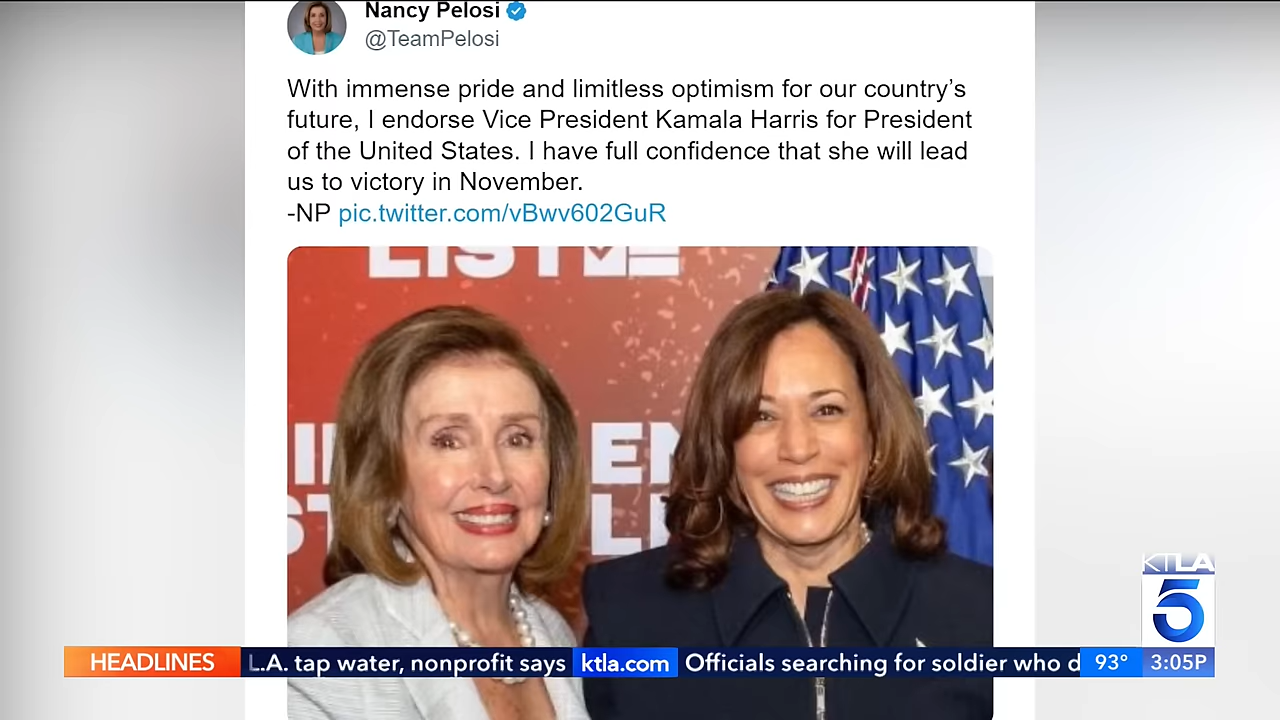 Nancy Pelosi
@TeamPelosi
With immense pride and limitless optimism for our country’s
future, I endorse Vice President Kamala Harris for President
of the United States. I have full confidence that she will lead
us to victory in November.
-NP pic.twitter.com/vBwv602GuR
LIST
EN
LI
KTLA
5
HEADLINES L.A. tap water, nonprofit says ktla.com Officials searching for soldier who d 93° 3:05P